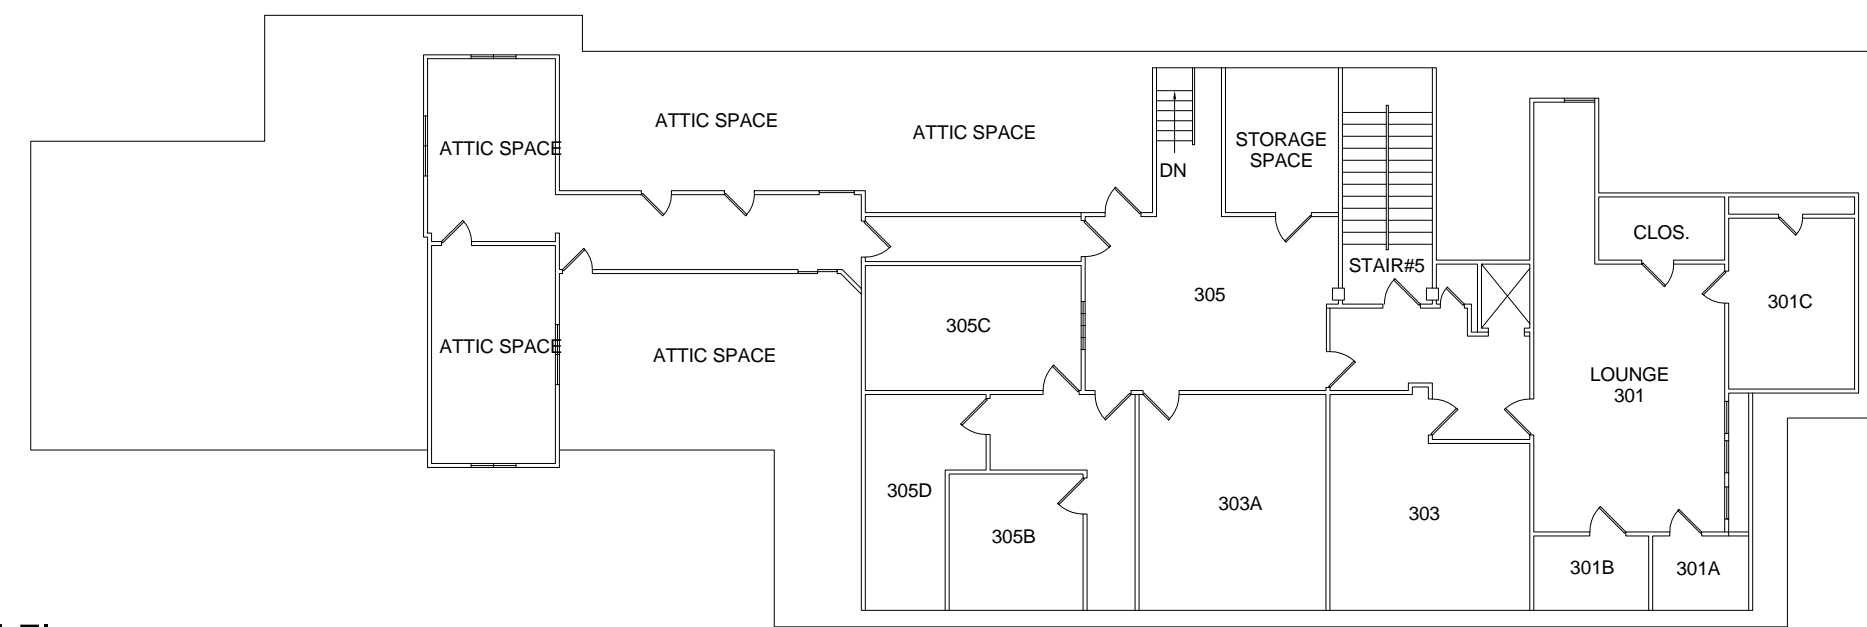 ATTIC SPACE
ATTIC SPACE
ATTIC SPACE
STORAGE
SPACE
DN
CLOS.
STAIR#5
305
301C
305C
ATTIC SPACE
ATTIC SPACE
LOUNGE
301
305D
303A
303
305B
301B
301A